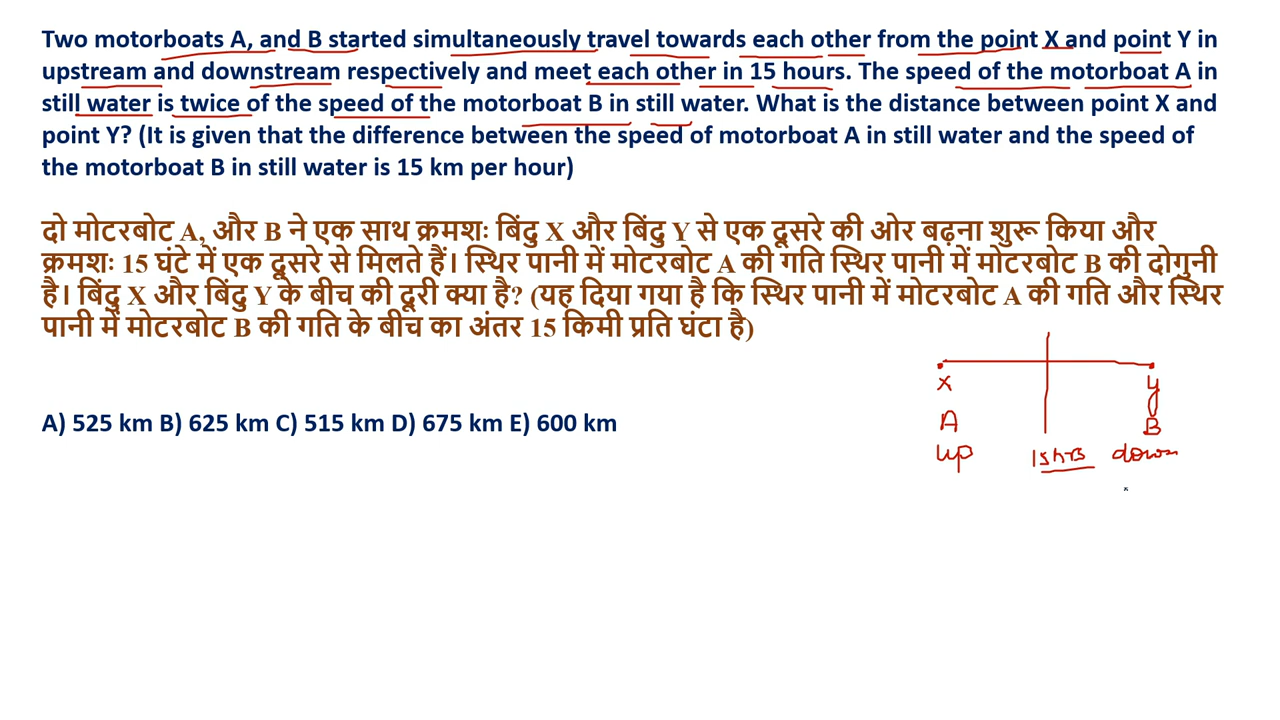 Two motorboats A, and B started simultaneously travel towards each other from the point X and point Y in
upstream and downstream respectively and meet each other in 15 hours. The speed of the motorboat A in
still water is twice of the speed of the motorboat B in still water. What is the distance between point X and
point Y? (It is given that the difference between the speed of motorboat A in still water and the speed of
the motorboat B in still water is 15 km per hour)
दो मोटरबोट A, और B ने एक साथ क्रमशः बिंदु X और बिंदु Y से एक दूसरे की ओर बढ़ना शुरू किया और
क्रमशः 15 घंटे में एक दूसरे से मिलते हैं। स्थिर पानी में मोटरबोट A की गति स्थिर पानी में मोटरबोट B की दोगुनी
है। बिंदु X और बिंदु Y के बीच की दूरी क्या है? (यह दिया गया है कि स्थिर पानी में मोटरबोट A की गति और स्थिर
पानी में मोटरबोट B की गति के बीच का अंतर 15 किमी प्रति घंटा है)
A) 525 km B) 625 km C) 515 km D) 675 km E) 600 km
X Y
A B
up 15hrs down